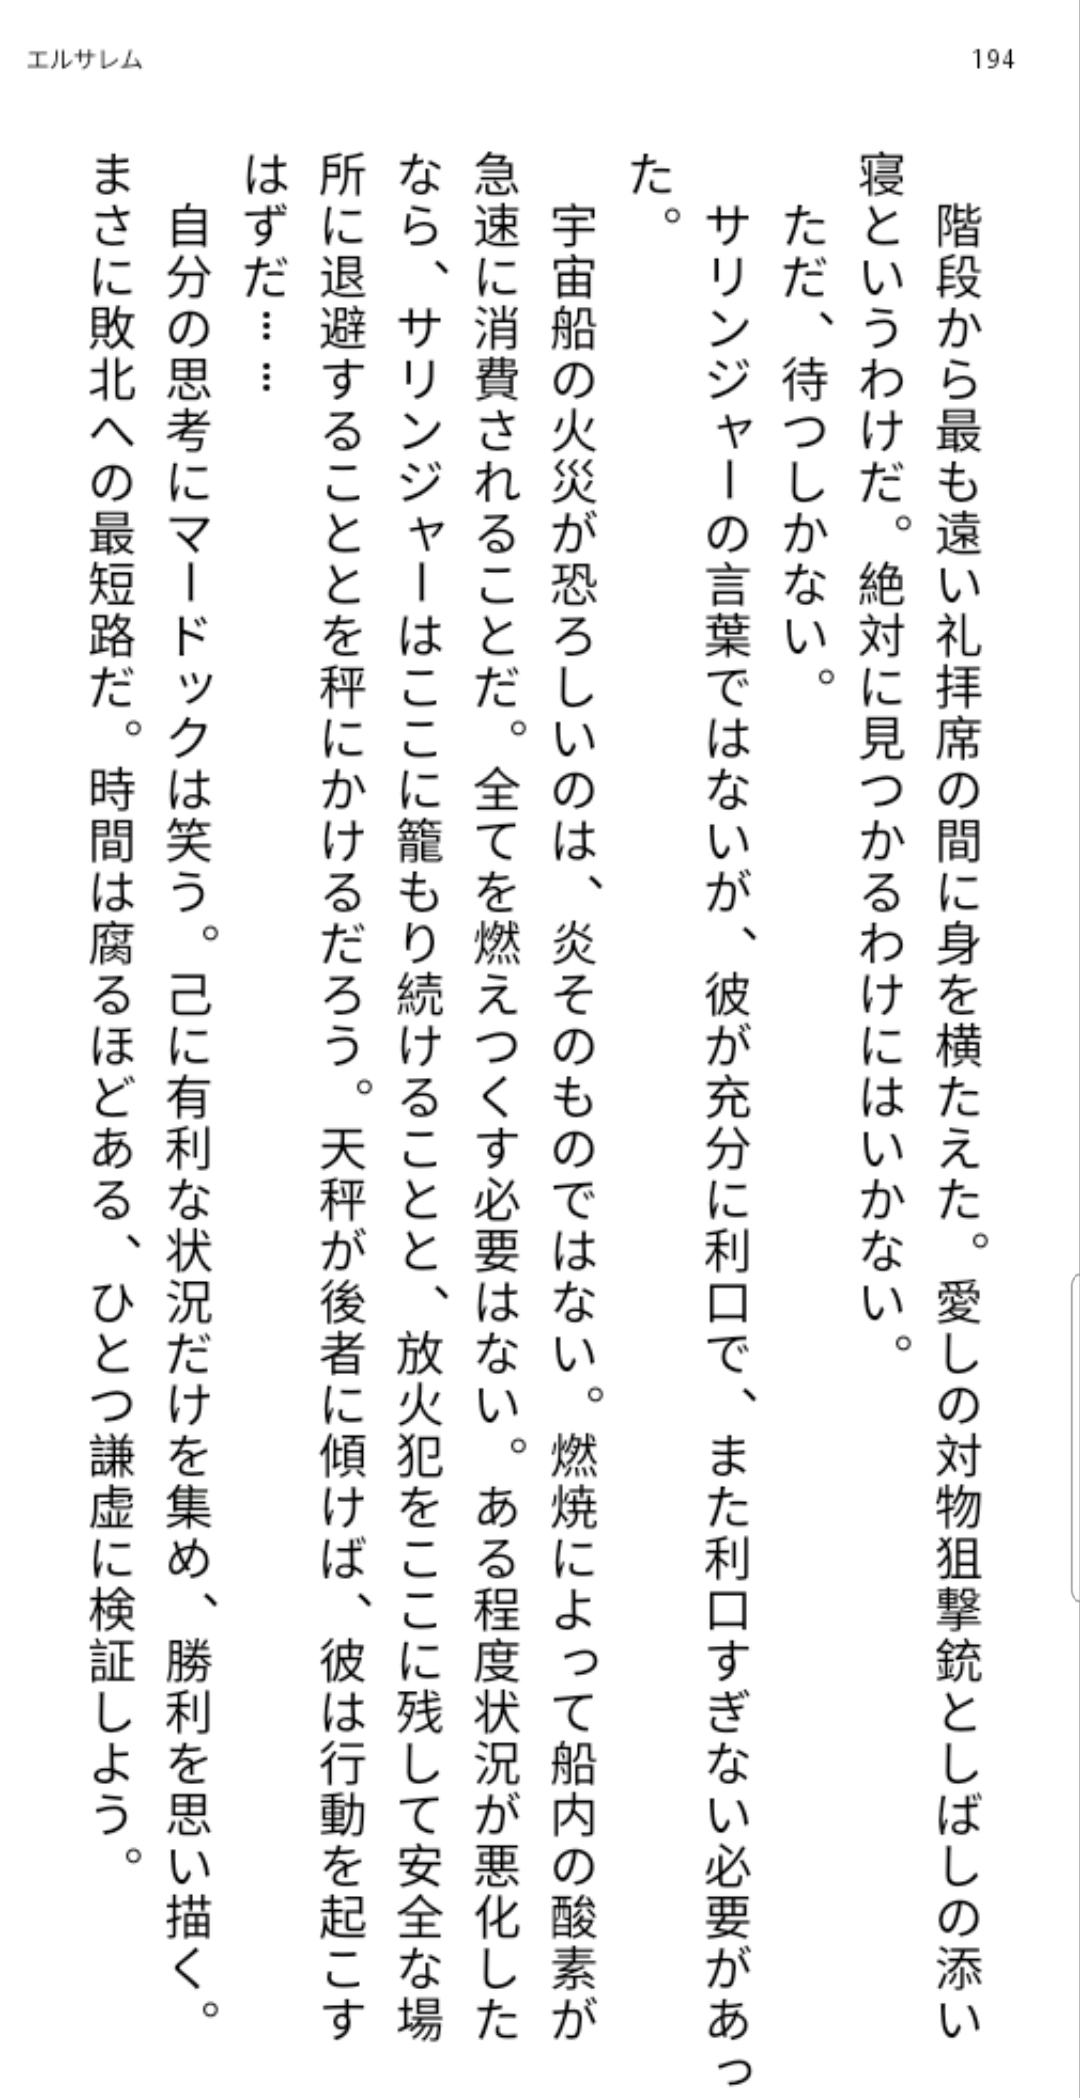 エルサレム
194
階段から最も遠い礼拝席の間に身を横たえた。愛しの対物狙撃銃としばしの添い
寝というわけだ。絶対に見つかるわけにはいかない。
ただ、待つしかない。
サリンジャーの言葉ではないが、彼が充分に利口で、また利口すぎない必要があっ
た。
宇宙船の火災が恐ろしいのは、炎そのものではない。燃焼によって船内の酸素が
急速に消費されることだ。全てを燃えつくす必要はない。ある程度状況が悪化した
なら、サリンジャーはここに籠もり続けることと、放火犯をここに残して安全な場
所に退避することとを秤にかけるだろう。天秤が後者に傾けば、彼は行動を起こす
はずだ……
自分の思考にマードックは笑う。己に有利な状況だけを集め、勝利を思い描く。
まさに敗北への最短路だ。時間は腐るほどある、ひとつ謙虚に検証しよう。